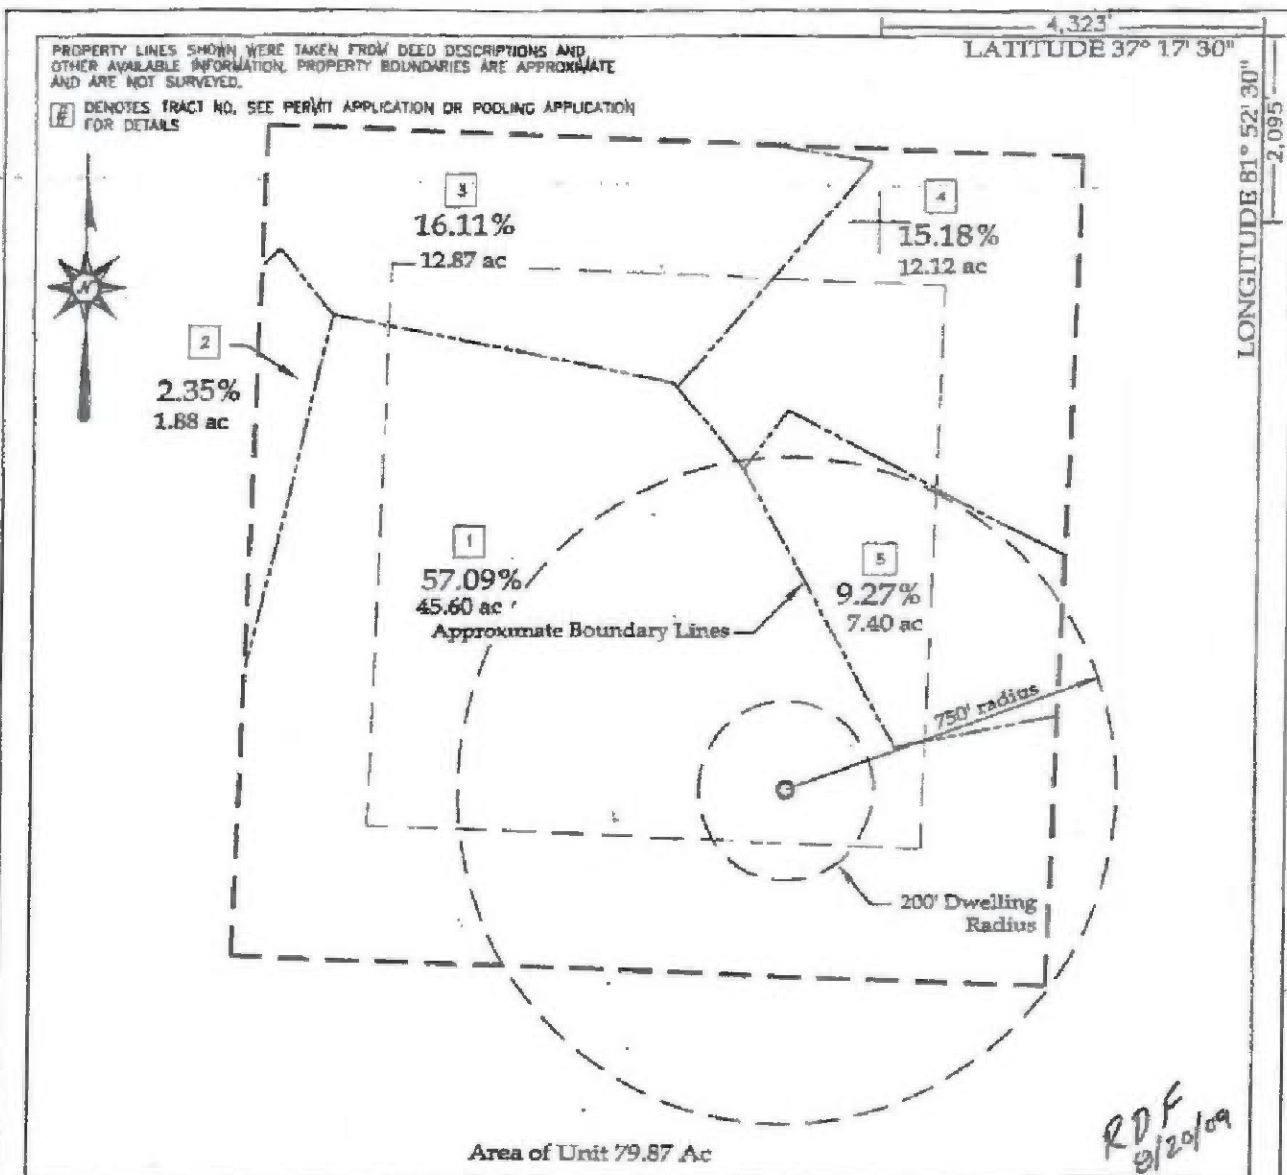 4,323'
LATITUDE 37° 17' 30"
LONGITUDE 81° 52' 30"
2,095
PROPERTY LINES SHOWN WERE TAKEN FROM DEED DESCRIPTIONS AND
OTHER AVAILABLE INFORMATION. PROPERTY BOUNDARIES ARE APPROXIMATE
AND ARE NOT SURVEYED.
# DENOTES TRACT NO. SEE PERMIT APPLICATION OR POOLING APPLICATION
FOR DETAILS
N
3
16.11%
12.87 ac
4
15.18%
12.12 ac
2
2.35%
1.88 ac
1
57.09%
45.60 ac
5
9.27%
7.40 ac
Approximate Boundary Lines
750' radius
200' Dwelling
Radius
Area of Unit 79.87 Ac
RDF
8/20/09